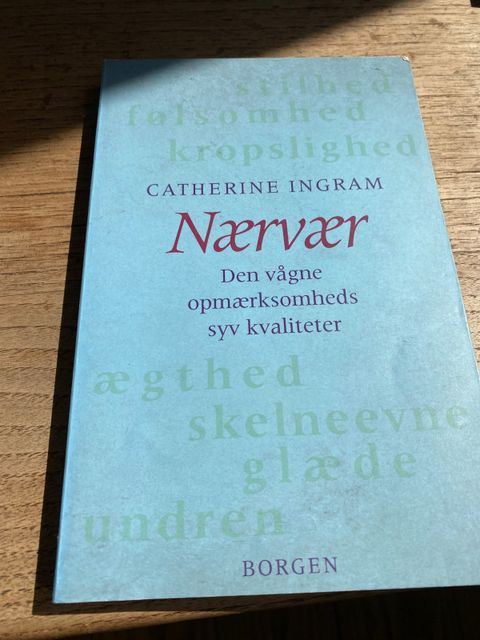 stilhed
følsomhed
kropslighed
CATHERINE INGRAM
Nærvær
Den vågne
opmærksomheds
syv kvaliteter
ægthed
skelneevne
glæde
undren
BORGEN